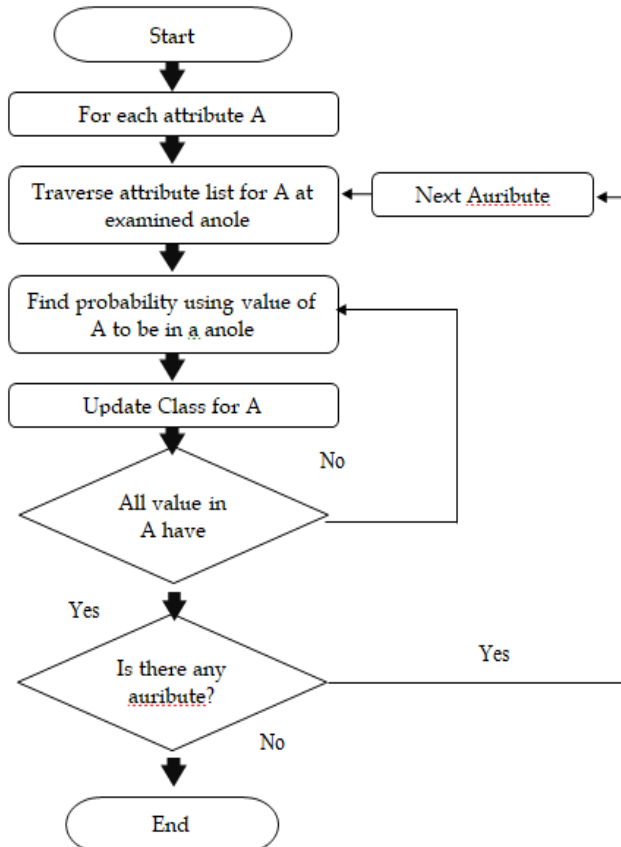 Start
For each attribute A
Traverse attribute list for A at
examined anole
Next Auribute
Find probability using value of
A to be in a anole
Update Class for A
No
All value in
A have
Yes
Is there any
auribute?
Yes
No
End